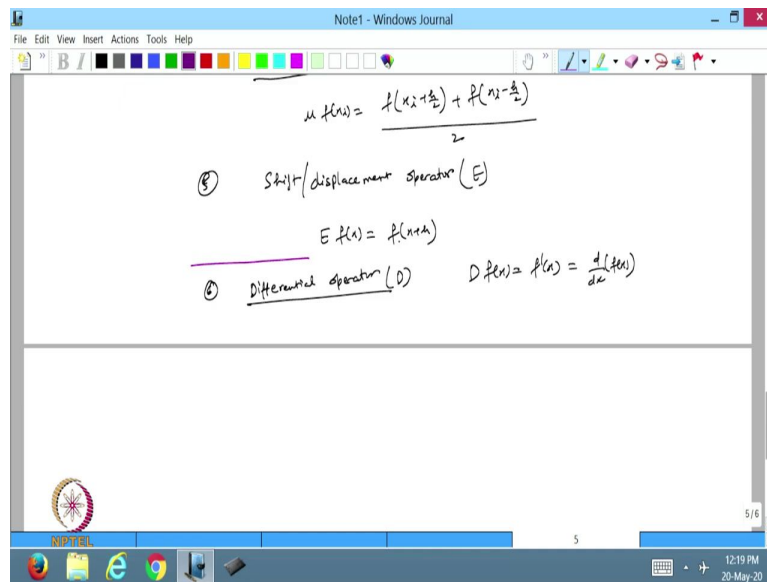 Note1 - Windows Journal
File Edit View Insert Actions Tools Help
B I
μ f(xi) = f(xi+h/2) + f(xi-h/2) / 2
⑤ Shift/displacement operator (E)
E f(x) = f(x+h)
⑥ Differential operator (D) D f(x) = f'(x) = d/dx (f(x))
5/6
NPTEL
5
12:19 PM
20-May-20